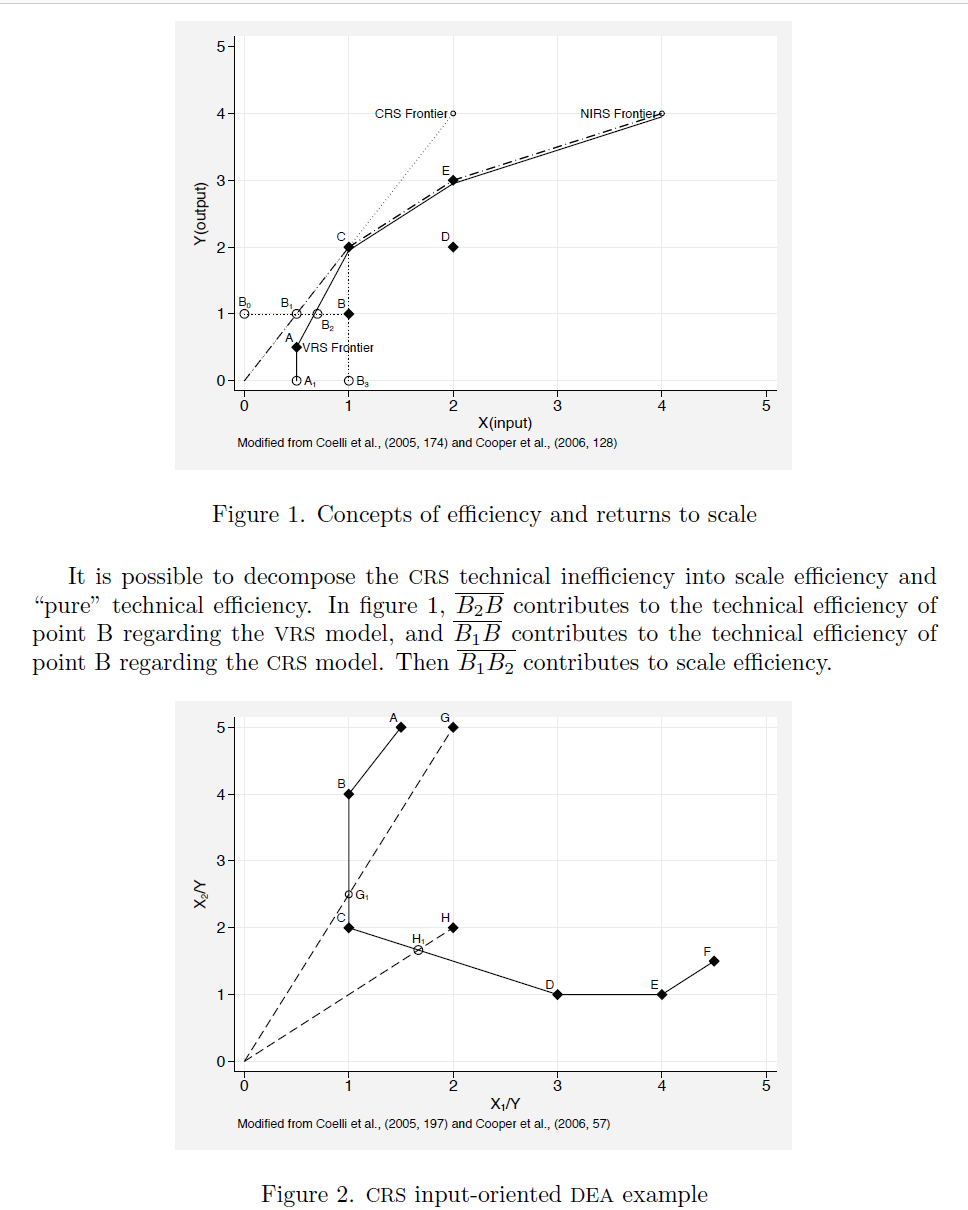 5
4
CRS Frontier
NIRS Frontier
E
3
Y(output)
C
D
2
B₀
B₁
B
1
B₂
A
VRS Frontier
0
A₁
B₃
0 1 2 3 4 5
X(input)
Modified from Coelli et al., (2005, 174) and Cooper et al., (2006, 128)
Figure 1. Concepts of efficiency and returns to scale
It is possible to decompose the CRS technical inefficiency into scale efficiency and
“pure” technical efficiency. In figure 1, B₂B contributes to the technical efficiency of
point B regarding the VRS model, and B₁B contributes to the technical efficiency of
point B regarding the CRS model. Then B₁B₂ contributes to scale efficiency.
A
G
5
B
4
3
X₂/Y
G₁
C
H
2
H₁
F
D
E
1
0
0 1 2 3 4 5
X₁/Y
Modified from Coelli et al., (2005, 197) and Cooper et al., (2006, 57)
Figure 2. CRS input-oriented DEA example